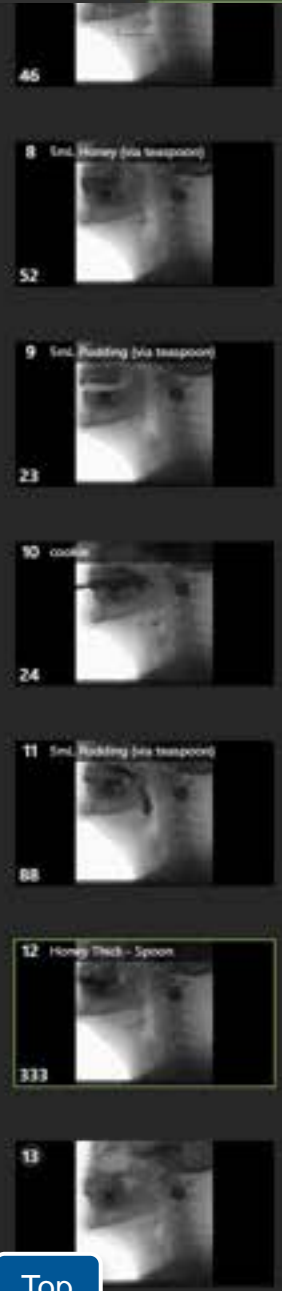 46
8 5mL Honey (via teaspoon)
52
9 5mL Pudding (via teaspoon)
23
10 cookie
24
11 5mL Pudding (via teaspoon)
88
12 Honey Thick - Spoon
333
13
Top